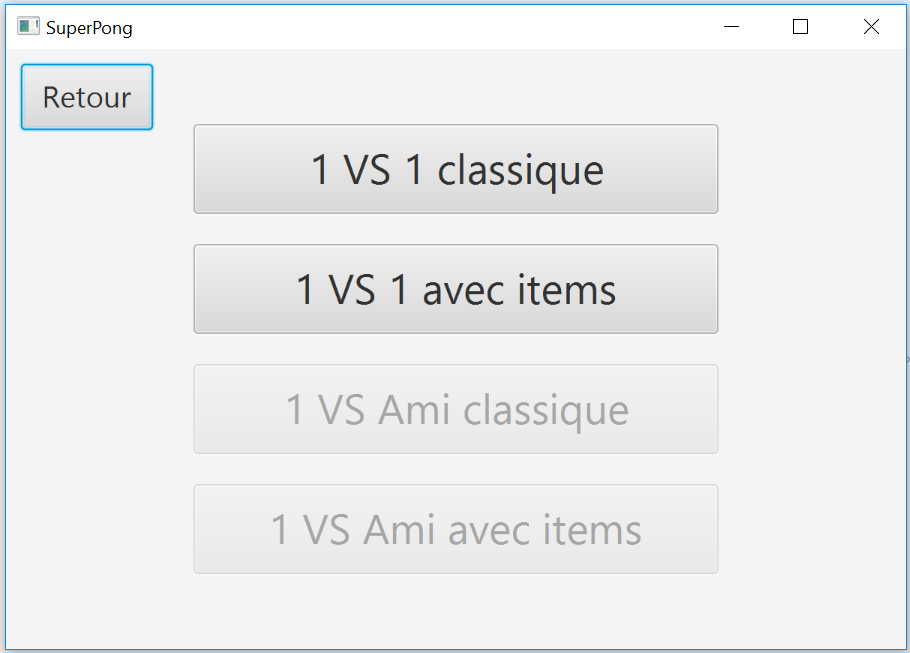 SuperPong
Retour
1 VS 1 classique
1 VS 1 avec items
1 VS Ami classique
1 VS Ami avec items